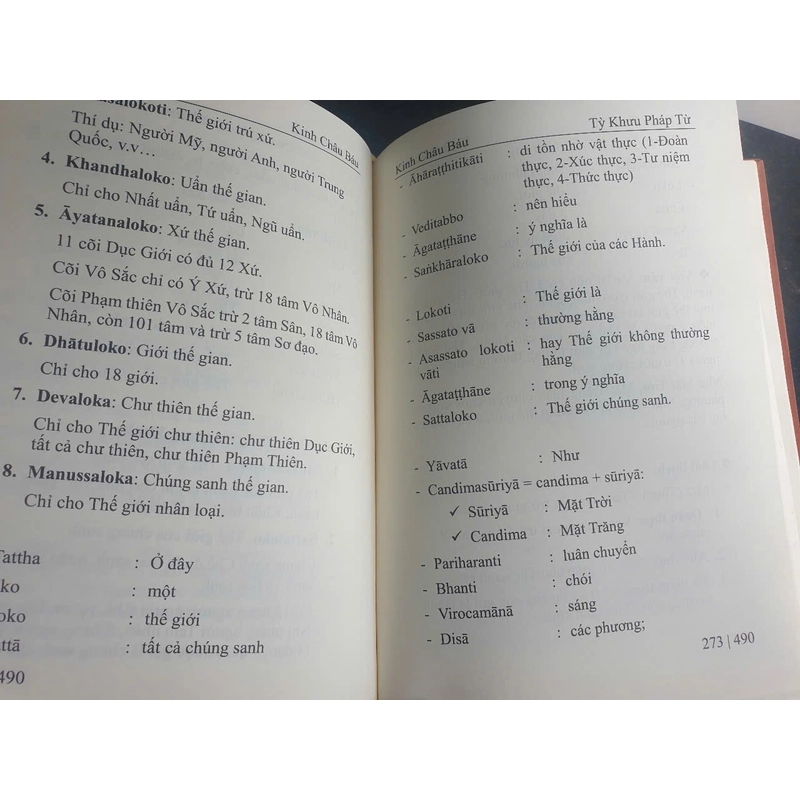 Kinh Châu Báu
Thế giới trú xứ.
Thí dụ: Người Mỹ, người Anh, người Trung
Quốc, v.v…
4. Khandhaloko: Uẩn thế gian.
Chỉ cho Nhất uẩn, Tứ uẩn, Ngũ uẩn.
5. Āyatanaloko: Xứ thế gian.
11 cõi Dục Giới có đủ 12 Xứ.
Cõi Vô Sắc chỉ có Ý Xứ, trừ 18 tâm Vô Nhân.
Cõi Phạm thiên Vô Sắc trừ 2 tâm Sân, 18 tâm Vô
Nhân, còn 101 tâm và trừ 5 tâm Sơ đạo.
6. Dhātuloko: Giới thế gian.
Chỉ cho 18 giới.
7. Devaloka: Chư thiên thế gian.
Chỉ cho Thế giới chư thiên: chư thiên Dục Giới,
tất cả chư thiên, chư thiên Phạm Thiên.
8. Manussaloka: Chúng sanh thế gian.
Chỉ cho Thế giới nhân loại.
: Ở đây
: một
: thế giới
: tất cả chúng sanh
490
Kinh Châu Báu Tỳ Khưu Pháp Từ
- Āhāraṭṭhitikāti : di tồn nhờ vật thực (1-Đoàn
thực, 2-Xúc thực, 3-Tư niệm
thực, 4-Thức thực)
- Veditabbo : nên hiểu
- Āgataṭṭhāne : ý nghĩa là
- Saṅkhāraloko : Thế giới của các Hành.
- Lokoti : Thế giới là
- Sassato vā : thường hằng
- Asassato lokoti : hay Thế giới không thường
vāti hằng
- Āgataṭṭhāne : trong ý nghĩa
- Sattaloko : Thế giới chúng sanh.
- Yāvatā : Như
- Candimasūriyā = candima + sūriyā:
✓ Sūriyā : Mặt Trời
✓ Candima : Mặt Trăng
- Pariharanti : luân chuyển
- Bhanti : chói
- Virocamānā : sáng
- Disā : các phương;
273 | 490